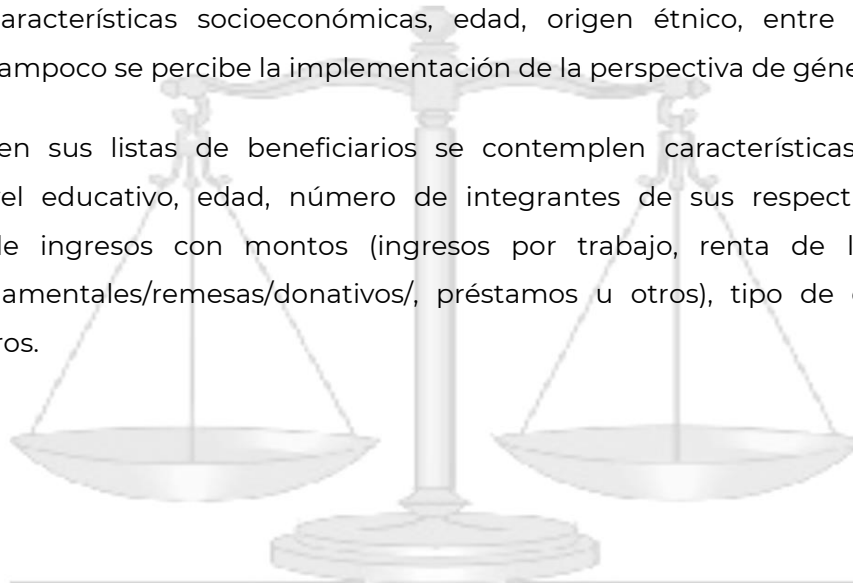 aracterísticas socioeconómicas, edad, origen étnico, entre
ampoco se percibe la implementación de la perspectiva de géne
en sus listas de beneficiarios se contemplen características
el educativo, edad, número de integrantes de sus respect
le ingresos con montos (ingresos por trabajo, renta de l
amentales/remesas/donativos/, préstamos u otros), tipo de
ros.